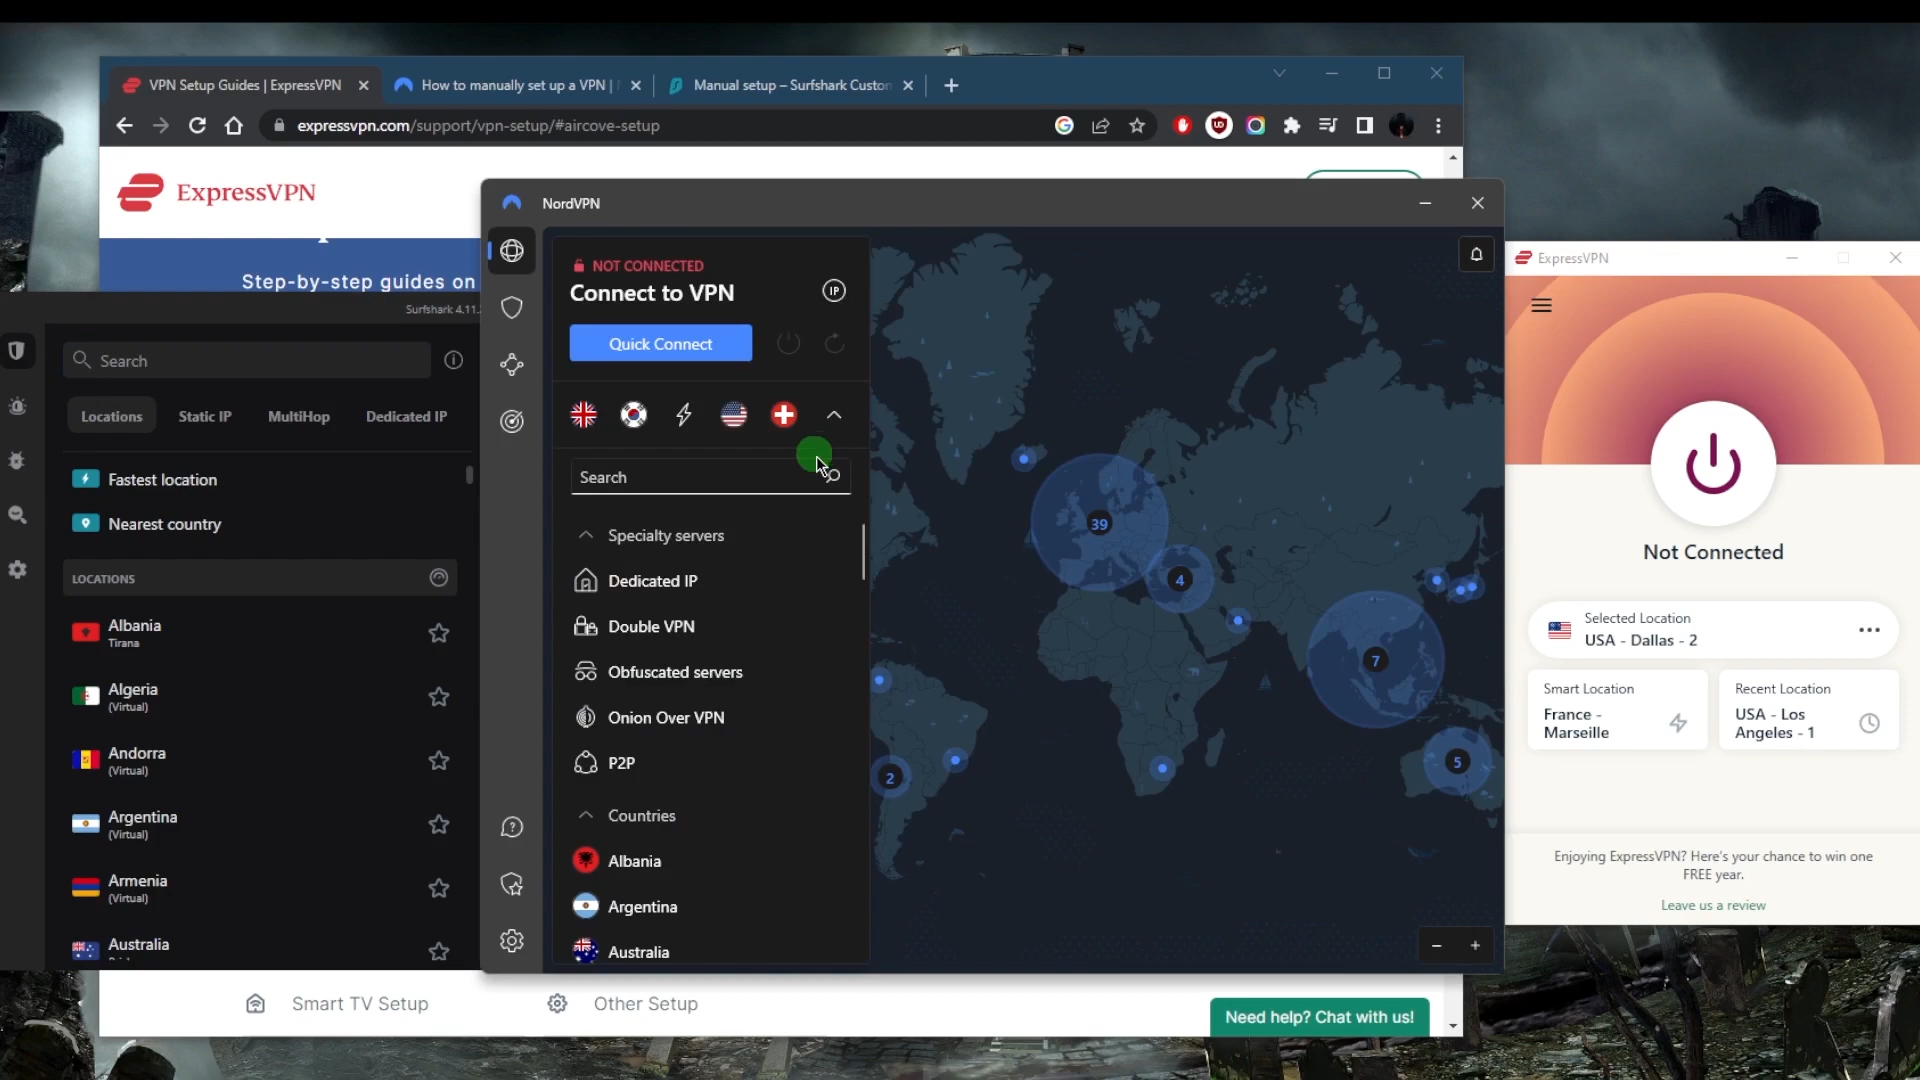 VPN Setup Guides | ExpressVPN
How to manually set up a VPN |
Manual setup – Surfshark Custon
expressvpn.com/support/vpn-setup/#aircove-setup
ExpressVPN
Step-by-step guides on
Surfshark 4.11.
Search
Locations
Static IP
MultiHop
Dedicated IP
Fastest location
Nearest country
LOCATIONS
Albania
Tirana
Algeria
(Virtual)
Andorra
(Virtual)
Argentina
(Virtual)
Armenia
(Virtual)
Australia
NordVPN
NOT CONNECTED
Connect to VPN
IP
Quick Connect
Search
Specialty servers
Dedicated IP
Double VPN
Obfuscated servers
Onion Over VPN
P2P
Countries
Albania
Argentina
Australia
39
4
7
2
5
ExpressVPN
Not Connected
Selected Location
USA - Dallas - 2
Smart Location
France -
Marseille
Recent Location
USA - Los
Angeles - 1
Enjoying ExpressVPN? Here's your chance to win one
FREE year.
Leave us a review
Smart TV Setup
Other Setup
Need help? Chat with us!